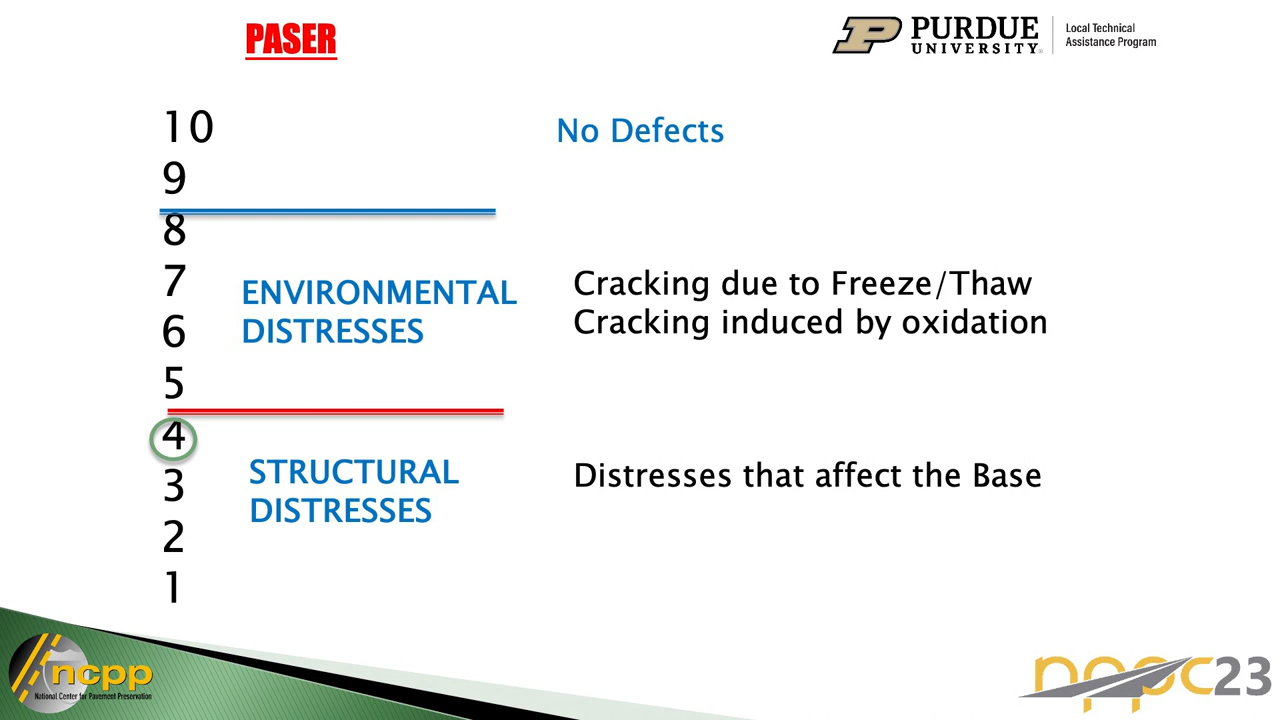 PASER
PURDUE
UNIVERSITY
Local Technical
Assistance Program
10
No Defects
9
8
7
ENVIRONMENTAL
DISTRESSES
Cracking due to Freeze/Thaw
Cracking induced by oxidation
6
5
4
STRUCTURAL
DISTRESSES
Distresses that affect the Base
3
2
1
ncpp
National Center for Pavement Preservation
nppc23